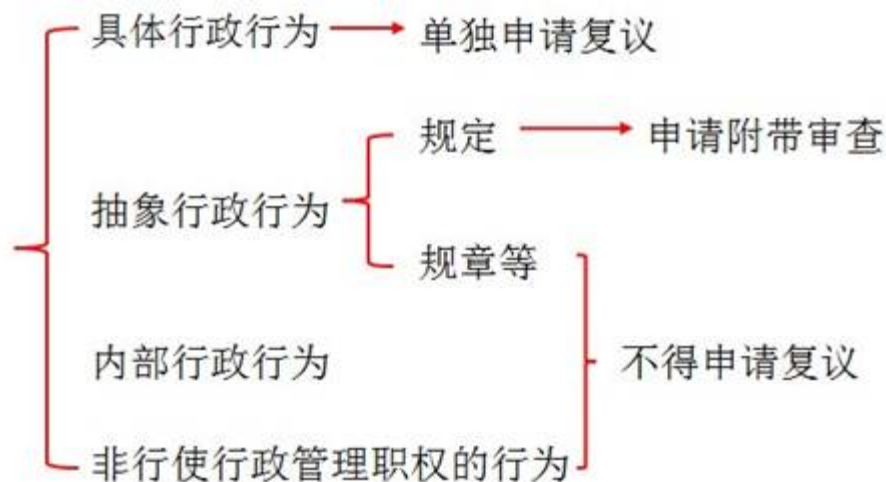 具体行政行为
单独申请复议
规定
申请附带审查
抽象行政行为
规章等
内部行政行为
不得申请复议
非行使行政管理职权的行为